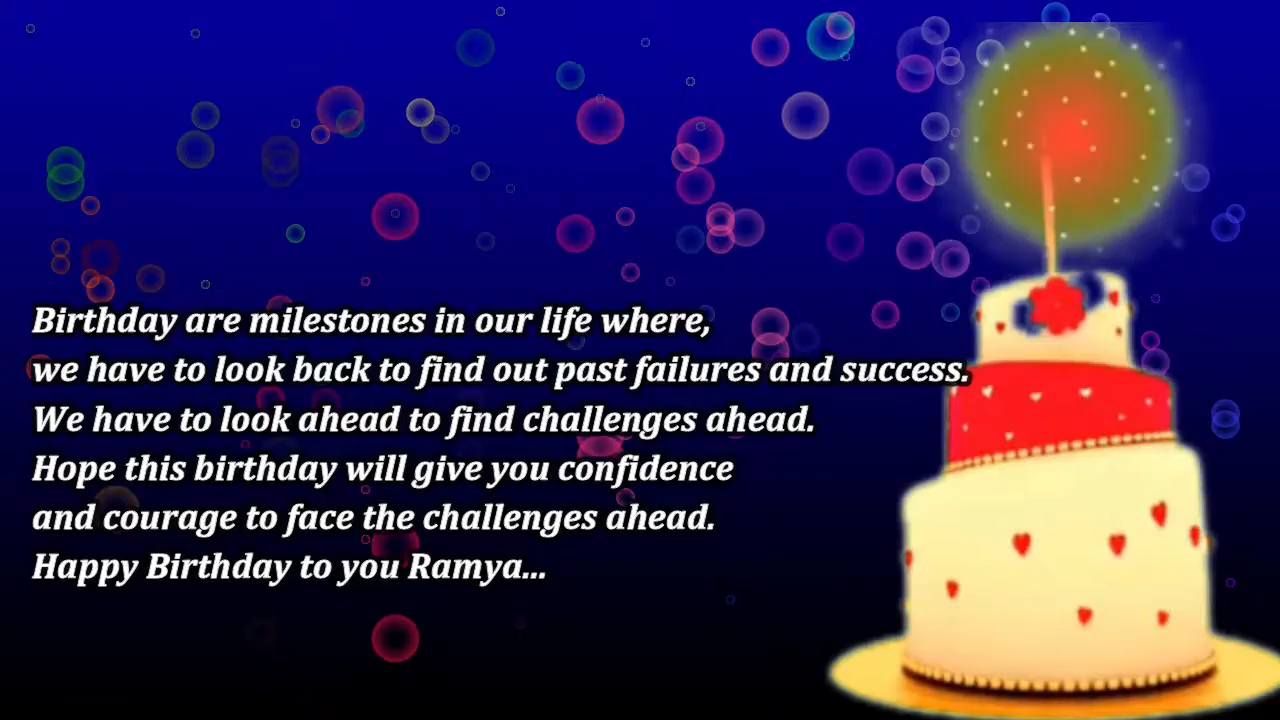 Birthday are milestones in our life where,
we have to look back to find out past failures and success.
We have to look ahead to find challenges ahead.
Hope this birthday will give you confidence
and courage to face the challenges ahead.
Happy Birthday to you Ramya...